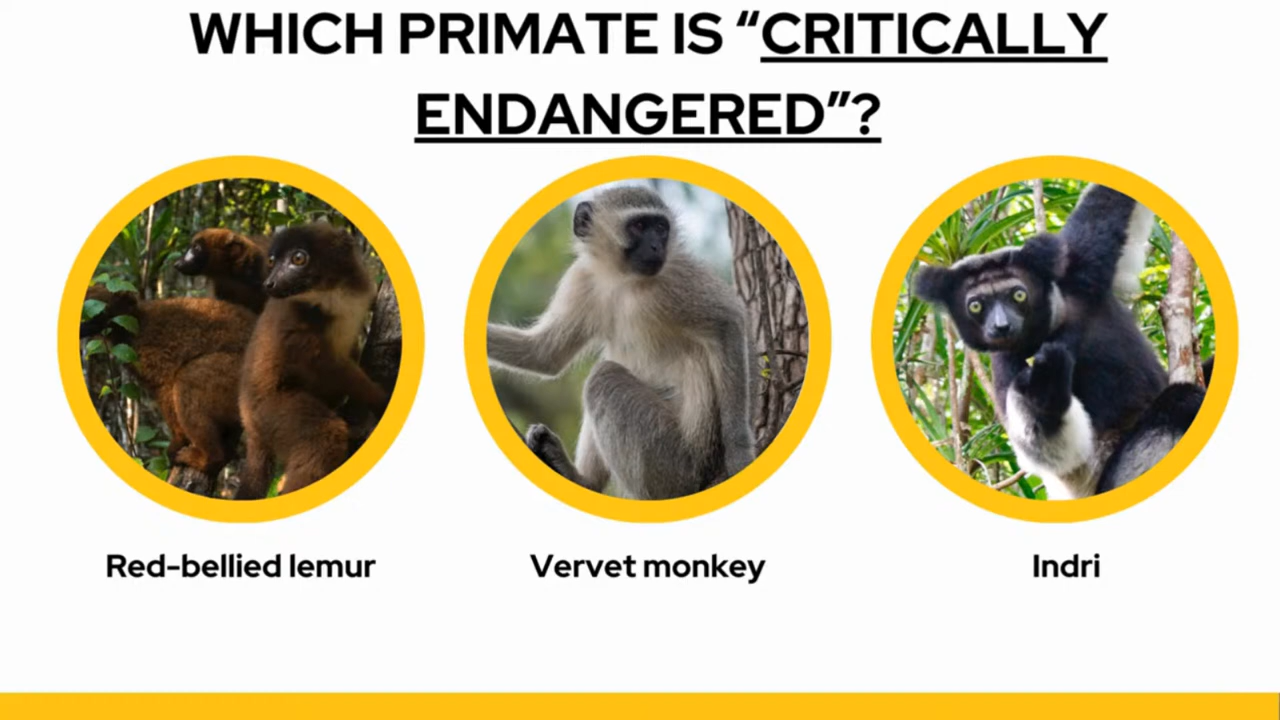 WHICH PRIMATE IS “CRITICALLY
ENDANGERED”?
Red-bellied lemur
Vervet monkey
Indri